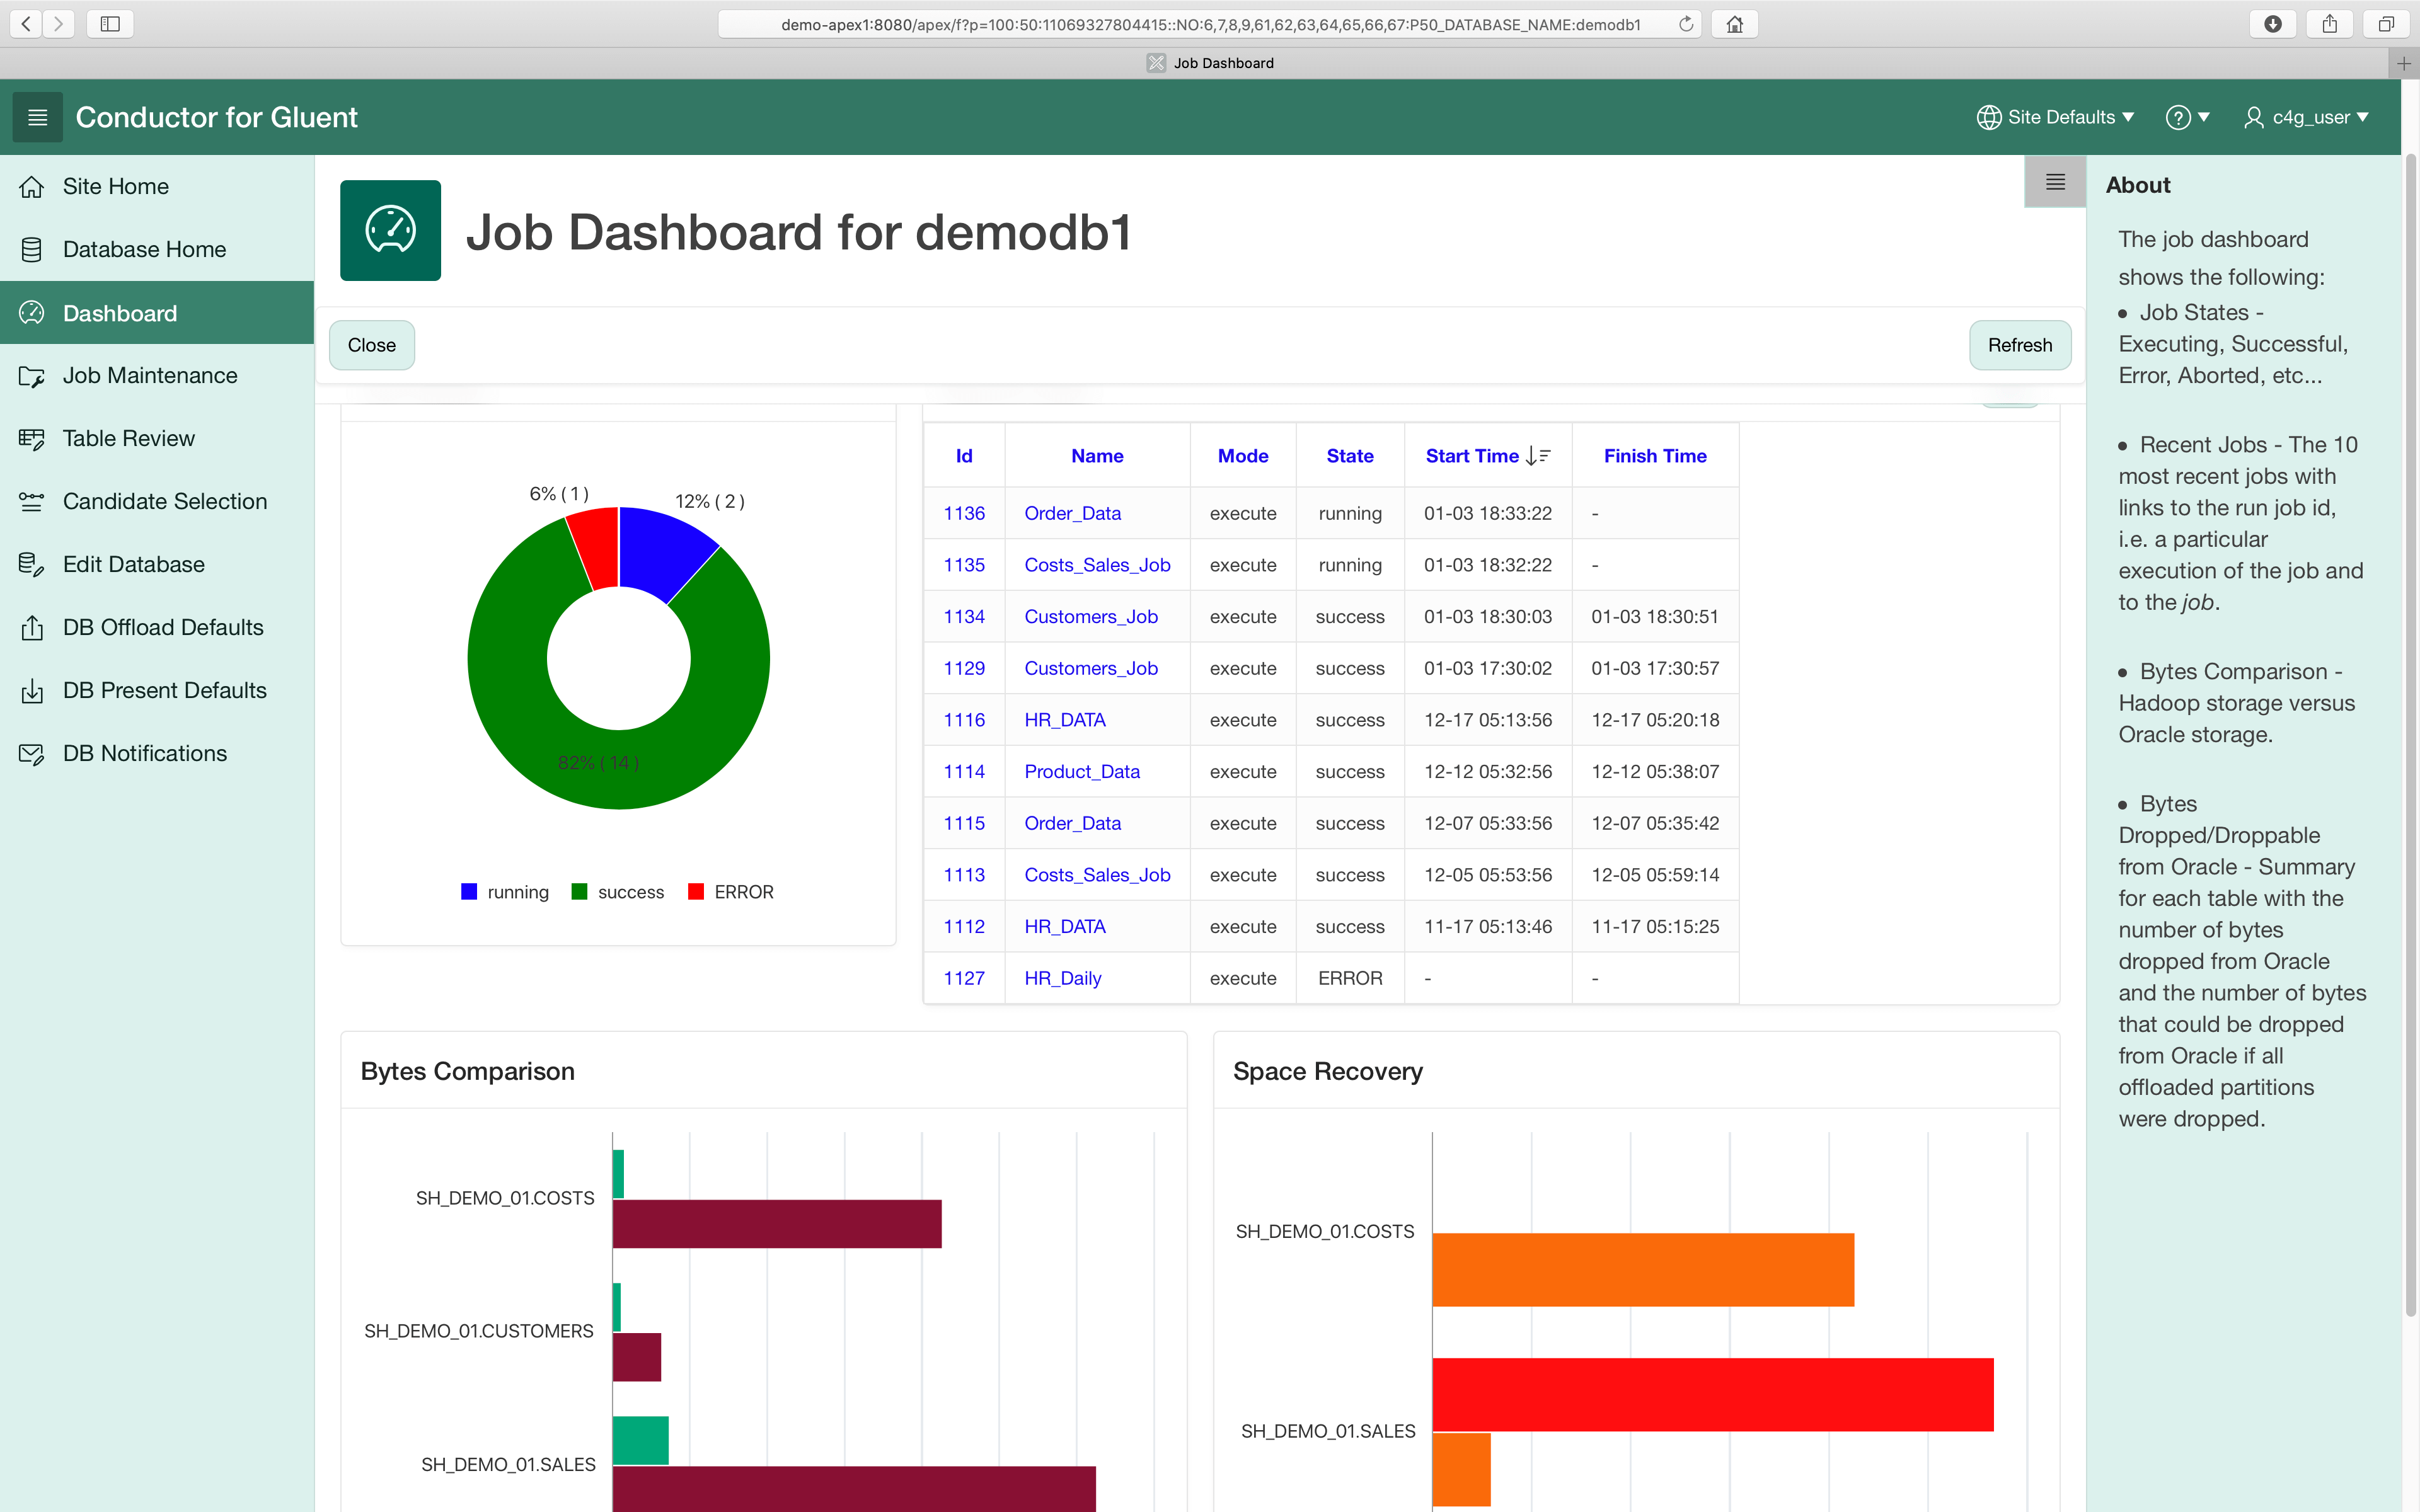 demo-apex1:8080/apex/f?p=100:50:11069327804415::NO:6,7,8,9,61,62,63,64,65,66,67:P50_DATABASE_NAME:demodb1
Job Dashboard
Conductor for Gluent
Site Defaults
?
c4g_user
Site Home
Database Home
Dashboard
Job Maintenance
Table Review
Candidate Selection
Edit Database
DB Offload Defaults
DB Present Defaults
DB Notifications
Job Dashboard for demodb1
Close
Refresh
6% ( 1 )
12% ( 2 )
82% ( 14 )
running success ERROR
Id Name Mode State Start Time Finish Time
1136 Order_Data execute running 01-03 18:33:22 -
1135 Costs_Sales_Job execute running 01-03 18:32:22 -
1134 Customers_Job execute success 01-03 18:30:03 01-03 18:30:51
1129 Customers_Job execute success 01-03 17:30:02 01-03 17:30:57
1116 HR_DATA execute success 12-17 05:13:56 12-17 05:20:18
1114 Product_Data execute success 12-12 05:32:56 12-12 05:38:07
1115 Order_Data execute success 12-07 05:33:56 12-07 05:35:42
1113 Costs_Sales_Job execute success 12-05 05:53:56 12-05 05:59:14
1112 HR_DATA execute success 11-17 05:13:46 11-17 05:15:25
1127 HR_Daily execute ERROR - -
Bytes Comparison
SH_DEMO_01.COSTS
SH_DEMO_01.CUSTOMERS
SH_DEMO_01.SALES
Space Recovery
SH_DEMO_01.COSTS
SH_DEMO_01.SALES
About
The job dashboard
shows the following:
• Job States -
Executing, Successful,
Error, Aborted, etc...
• Recent Jobs - The 10
most recent jobs with
links to the run job id,
i.e. a particular
execution of the job and
to the job.
• Bytes Comparison -
Hadoop storage versus
Oracle storage.
• Bytes
Dropped/Droppable
from Oracle - Summary
for each table with the
number of bytes
dropped from Oracle
and the number of bytes
that could be dropped
from Oracle if all
offloaded partitions
were dropped.